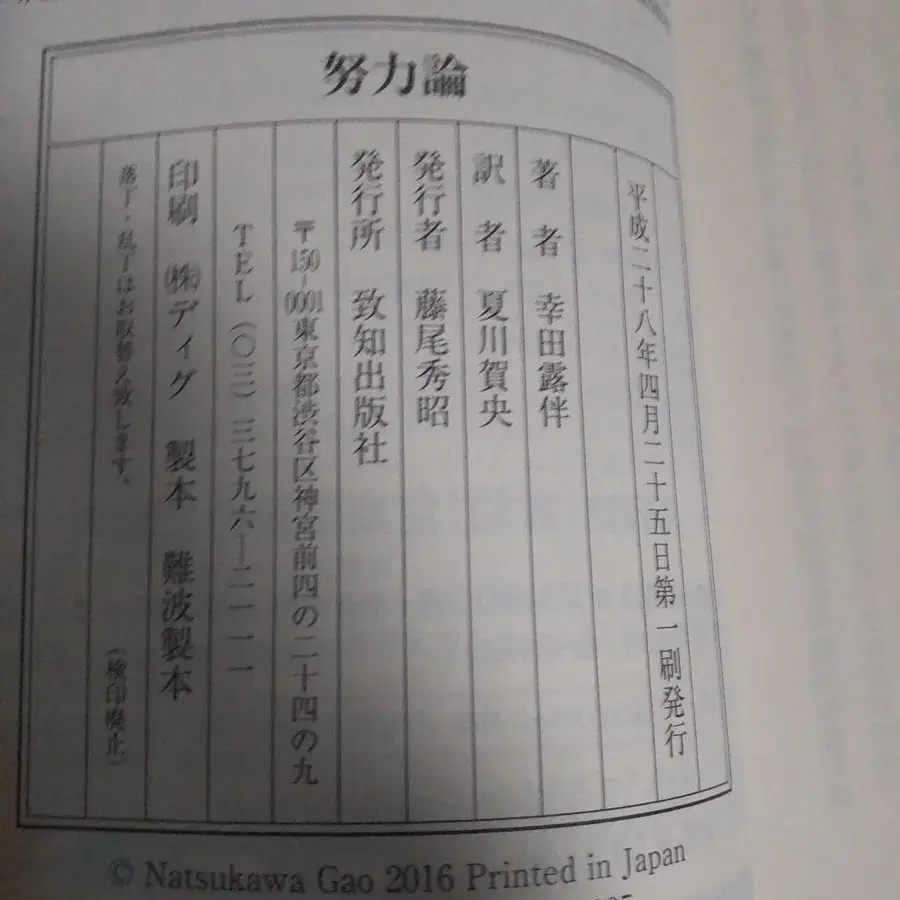 努力論
平成二十八年四月二十五日第一刷発行
著者 幸田露伴
訳者 夏川賀央
発行者 藤尾秀昭
発行所 致知出版社
〒150-0001東京都渋谷区神宮前四の二十四の九
TEL(〇三)三七九六―二一一一
印刷 ㈱ディグ 製本 難波製本
落丁・乱丁はお取替え致します。
(検印廃止)
© Natsukawa Gao 2016 Printed in Japan